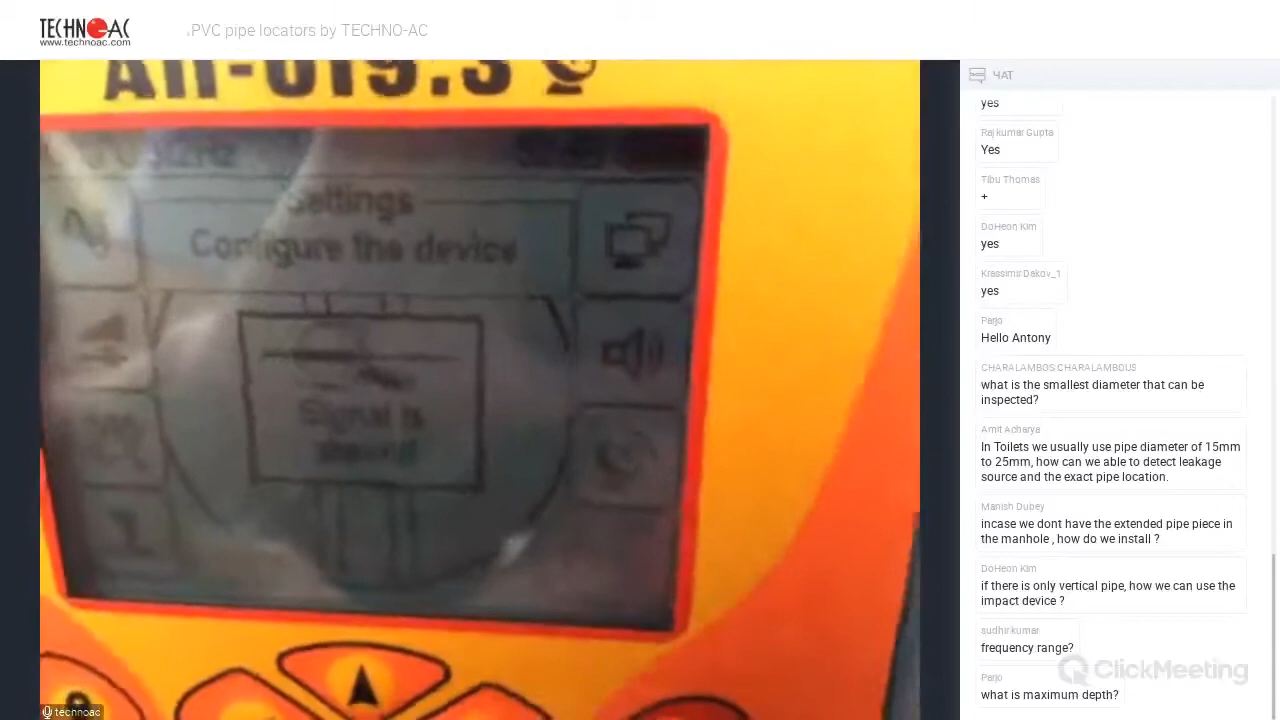 TECHNO-AC
www.technoac.com
PVC pipe locators by TECHNO-AC
АП-019.3
Settings
Configure the device
Signal is
technoac
ЧАТ
yes
Raj kumar Gupta
Yes
Tibu Thomas
+
DoHeon Kim
yes
Krassimir Dakov_1
yes
Parjo
Hello Antony
CHARALAMBOS CHARALAMBOUS
what is the smallest diameter that can be
inspected?
Amit Acharya
In Toilets we usually use pipe diameter of 15mm
to 25mm, how can we able to detect leakage
source and the exact pipe location.
Manish Dubey
incase we dont have the extended pipe piece in
the manhole , how do we install ?
DoHeon Kim
if there is only vertical pipe, how we can use the
impact device ?
sudhir kumar
frequency range?
Parjo
what is maximum depth?
ClickMeeting